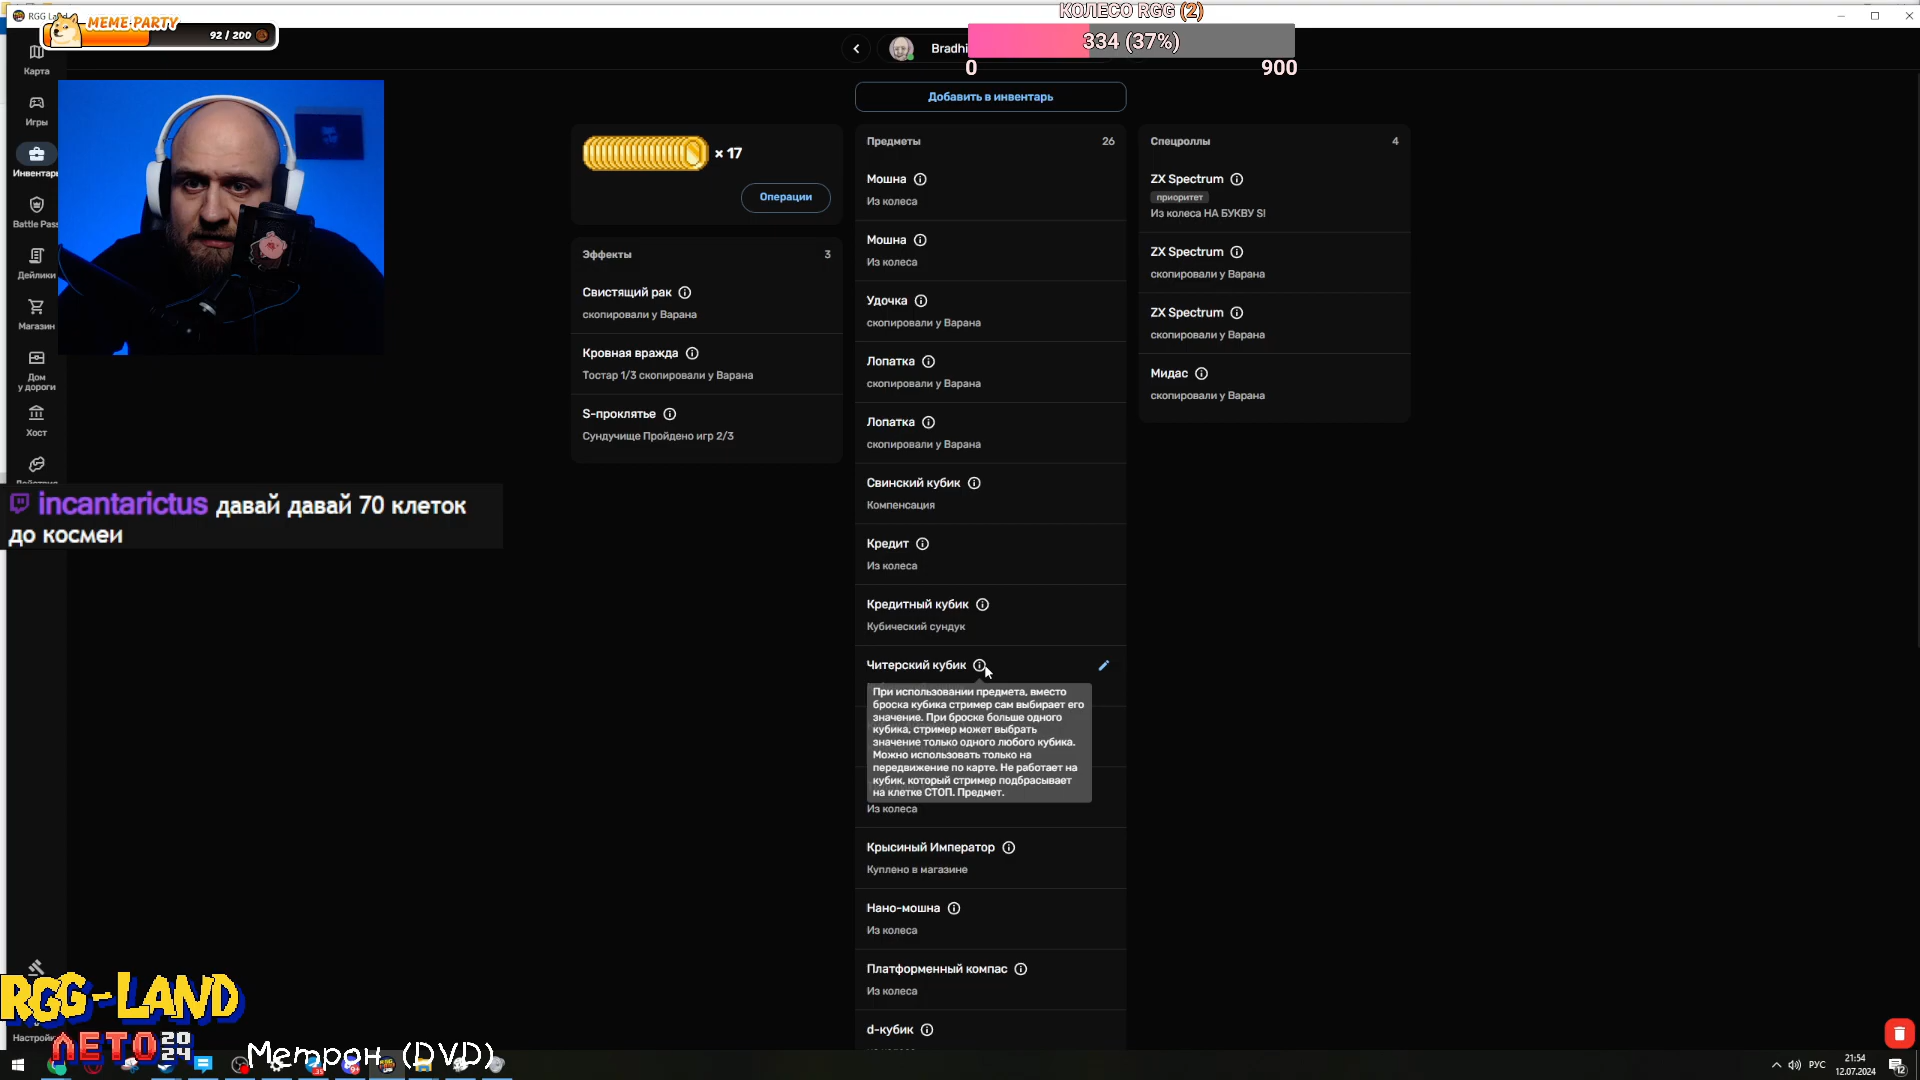 RGG Land
MEME PARTY
92 / 200
КОЛЕСО RGG (2)
334 (37%)
0
900
Bradhi
Карта
Игры
Инвентарь
Battle Pass
Дейлики
Магазин
Дом
у дороги
Хост
Настройки
Добавить в инвентарь
× 17
Операции
Эффекты 3
Свистящий рак
скопировали у Варана
Кровная вражда
Тостар 1/3 скопировали у Варана
S-проклятье
Сундучище Пройдено игр 2/3
Предметы 26
Мошна
Из колеса
Мошна
Из колеса
Удочка
скопировали у Варана
Лопатка
скопировали у Варана
Лопатка
скопировали у Варана
Свинский кубик
Компенсация
Кредит
Из колеса
Кредитный кубик
Кубический сундук
Читерский кубик
При использовании предмета, вместо
броска кубика стример сам выбирает его
значение. При броске больше одного
кубика, стример может выбрать
значение только одного любого кубика.
Можно использовать только на
передвижение по карте. Не работает на
кубик, который стример подбрасывает
на клетке СТОП. Предмет.
Из колеса
Крысиный Император
Куплено в магазине
Нано-мошна
Из колеса
Платформенный компас
Из колеса
d-кубик
Спецроллы 4
ZX Spectrum
приоритет
Из колеса НА БУКВУ S!
ZX Spectrum
скопировали у Варана
ZX Spectrum
скопировали у Варана
Мидас
скопировали у Варана
incantarictus давай давай 70 клеток
до космеи
RGG-LAND
ЛЕТО 2024
Метрон (DVD)
РУС
21:54
12.07.2024
12